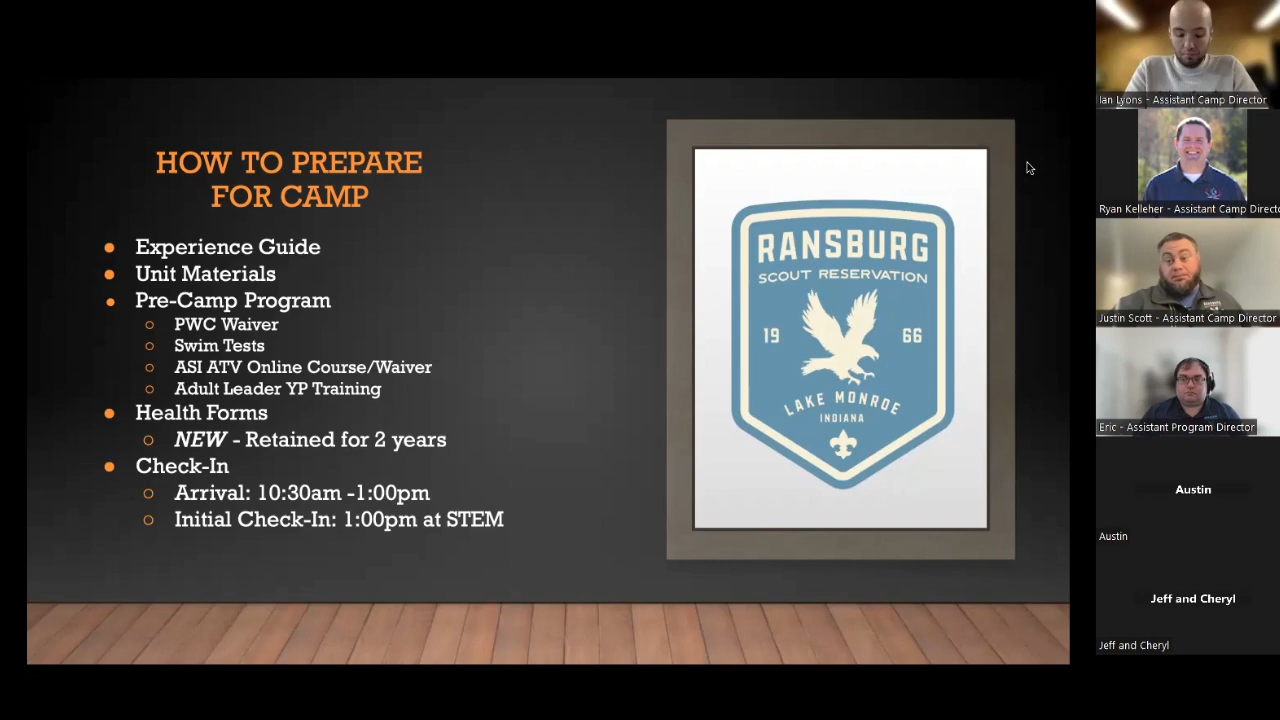 HOW TO PREPARE
FOR CAMP
Experience Guide
Unit Materials
Pre-Camp Program
PWC Waiver
Swim Tests
ASI ATV Online Course/Waiver
Adult Leader YP Training
Health Forms
NEW - Retained for 2 years
Check-In
Arrival: 10:30am -1:00pm
Initial Check-In: 1:00pm at STEM
RANSBURG
SCOUT RESERVATION
19 66
LAKE MONROE
INDIANA
Ian Lyons - Assistant Camp Director
Ryan Kelleher - Assistant Camp Directo
Justin Scott - Assistant Camp Director
Eric - Assistant Program Director
Austin
Austin
Jeff and Cheryl
Jeff and Cheryl